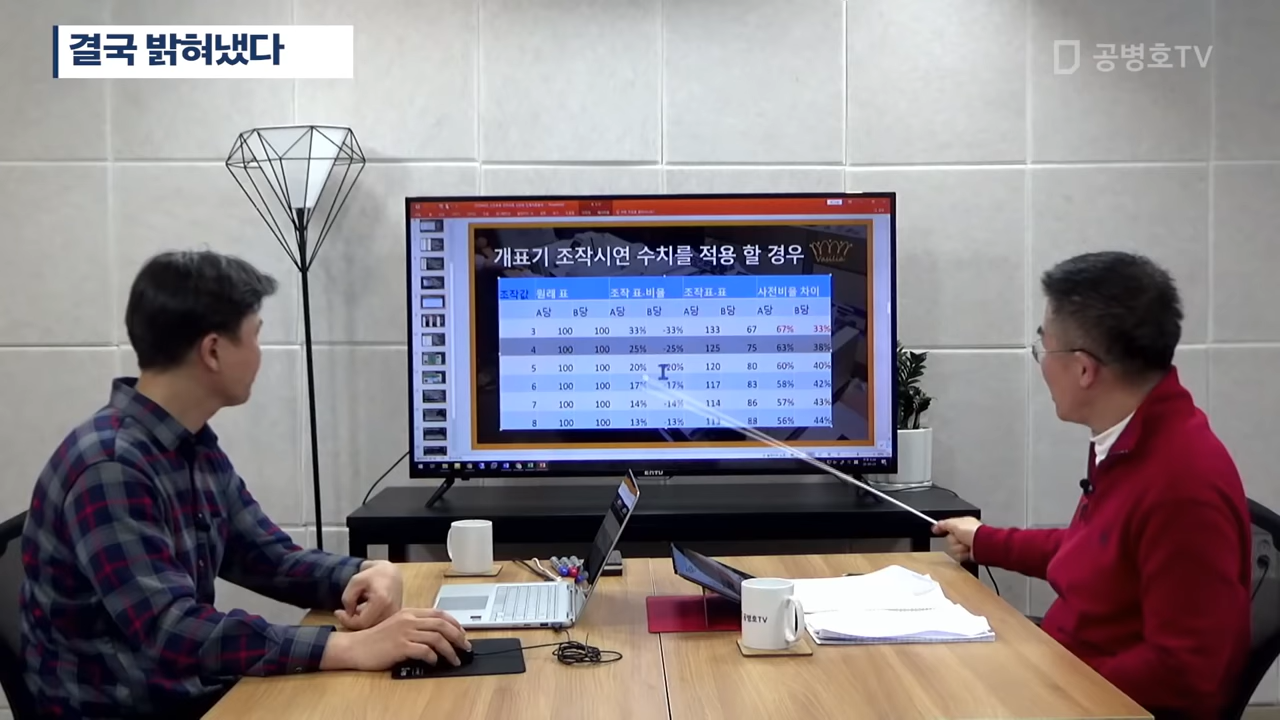 결국 밝혀냈다
공병호TV
개표기 조작시연 수치를 적용 할 경우
Vasilia
조작값 원래 표 조작 표-비율 조작표-표 사전비율 차이
A당 B당 A당 B당 A당 B당 A당 B당
3 100 100 33% -33% 133 67 67% 33%
4 100 100 25% -25% 125 75 63% 38%
5 100 100 20% 20% 120 80 60% 40%
6 100 100 17% 17% 117 83 58% 42%
7 100 100 14% -14% 114 86 57% 43%
8 100 100 13% -13% 113 88 56% 44%
공병호TV